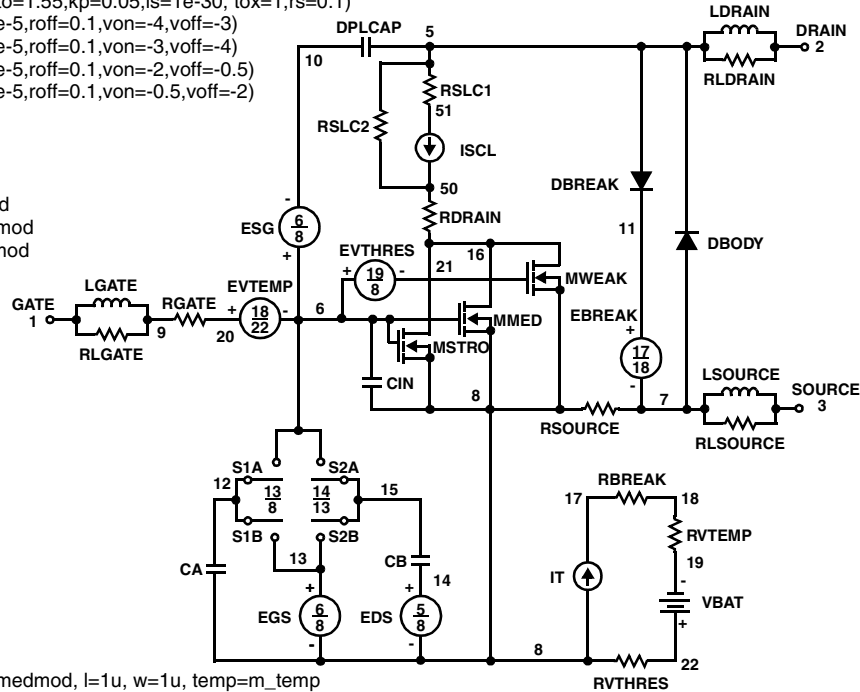 to=1.55,kp=0.05,is=1e-30, tox=1,rs=0.1)
e-5,roff=0.1,von=-4,voff=-3)
e-5,roff=0.1,von=-3,voff=-4)
e-5,roff=0.1,von=-2,voff=-0.5)
e-5,roff=0.1,von=-0.5,voff=-2)
DPLCAP
5
10
LDRAIN
DRAIN
2
RLDRAIN
RSLC1
51
RSLC2
ISCL
50
RDRAIN
DBREAK
11
DBODY
d
mod
mod
-
ESG
6
8
+
EVTHRES
+
19
8
-
21
16
MWEAK
LGATE
GATE
1
RLGATE
9
RGATE
20
EVTEMP
+
18
22
-
6
MMED
MSTRO
EBREAK
+
17
18
-
CIN
8
RSOURCE
7
LSOURCE
SOURCE
3
RLSOURCE
S1A
S2A
12
13
8
14
13
15
S1B
S2B
13
CA
CB
14
+
EGS
6
8
-
+
EDS
5
8
-
RBREAK
17
18
RVTEMP
19
IT
-
VBAT
+
8
22
RVTHRES
medmod, l=1u, w=1u, temp=m_temp